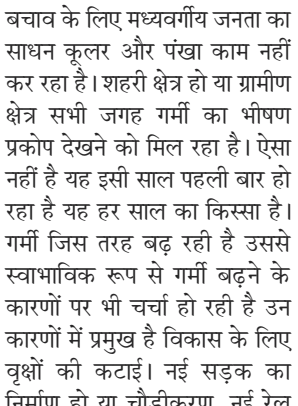 बचाव के लिए मध्यवर्गीय जनता का
साधन कूलर और पंखा काम नहीं
कर रहा है। शहरी क्षेत्र हो या ग्रामीण
क्षेत्र सभी जगह गर्मी का भीषण
प्रकोप देखने को मिल रहा है। ऐसा
नहीं है यह इसी साल पहली बार हो
रहा है यह हर साल का किस्सा है।
गर्मी जिस तरह बढ़ रही है उससे
स्वाभाविक रूप से गर्मी बढ़ने के
कारणों पर भी चर्चा हो रही है उन
कारणों में प्रमुख है विकास के लिए
वृक्षों की कटाई। नई सड़क का
निर्माण हो या चौड़ीकरण, नई रेल